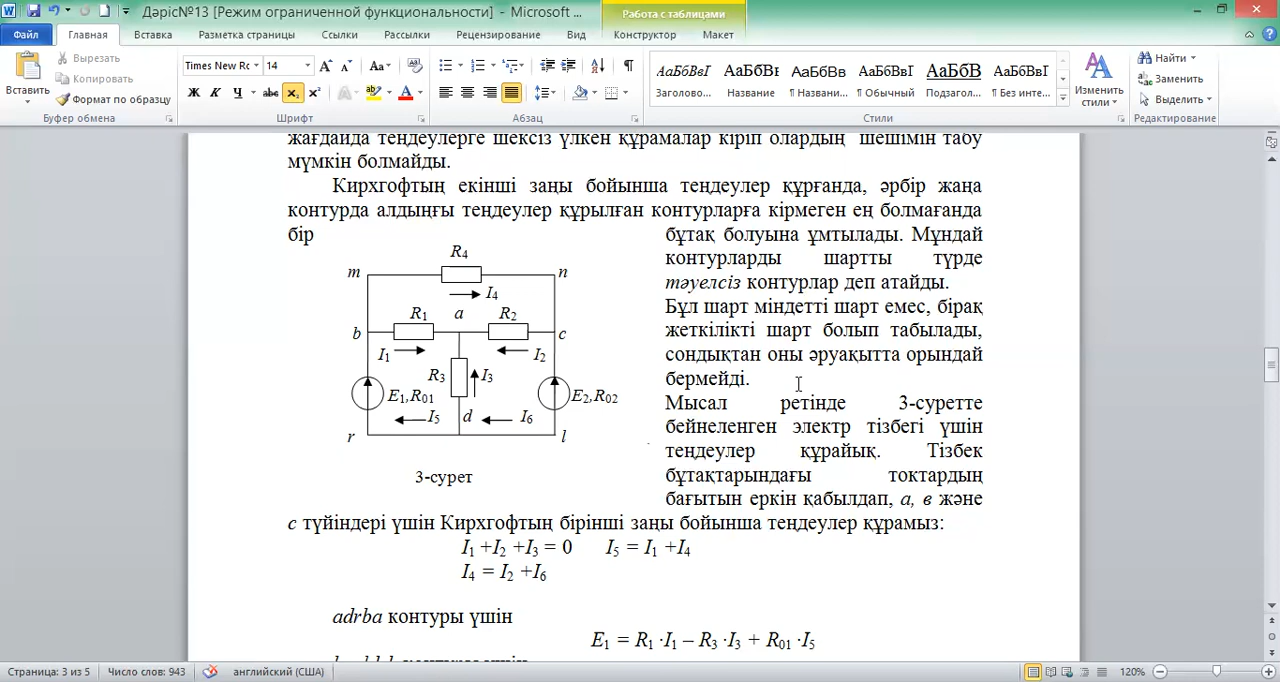 Дәріс№13 [Режим ограниченной функциональности] - Microsoft ...
Работа с таблицами
Файл Главная Вставка Разметка страницы Ссылки Рассылки Рецензирование Вид Конструктор Макет
Вставить
Вырезать
Копировать
Формат по образцу
Буфер обмена
Times New Rc 14
Ж К Ч abc x₂ x²
Шрифт
Абзац
АаБбВвІ АаБбВı АаБбВв АаБбВвІ АаБбВ АаБбВвІ
Заголово... Название ¶ Названи... ¶ Обычный Подзагол... ¶ Без инте...
Стили
Изменить стили
Найти
Заменить
Выделить
Редактирование
жағдайда теңдеулерге шексіз үлкен құрамалар кіріп олардың шешімін табу
мүмкін болмайды.
Кирхгофтың екінші заңы бойынша теңдеулер құрғанда, әрбір жаңа
контурда алдыңғы теңдеулер құрылған контурларға кірмеген ең болмағанда
бір
бұтақ болуына ұмтылады. Мұндай
контурларды шартты түрде
тәуелсіз контурлар деп атайды.
Бұл шарт міндетті шарт емес, бірақ
жеткілікті шарт болып табылады,
сондықтан оны әруақытта орындай
бермейді.
Мысал ретінде 3-суретте
бейнеленген электр тізбегі үшін
теңдеулер құрайық. Тізбек
бұтақтарындағы токтардың
бағытын еркін қабылдап, а, в және
R4
m n
I4
R1 a R2
b c
I1 I2
R3 I3
E1,R01 E2,R02
I5 d I6
r l
3-сурет
с түйіндері үшін Кирхгофтың бірінші заңы бойынша теңдеулер құрамыз:
I₁ +I₂ +I₃ = 0 I₅ = I₁ +I₄
I₄ = I₂ +I₆
adrba контуры үшін
E₁ = R₁ ·I₁ – R₃ ·I₃ + R₀₁ ·I₅
Страница: 3 из 5 Число слов: 943 английский (США) 120%